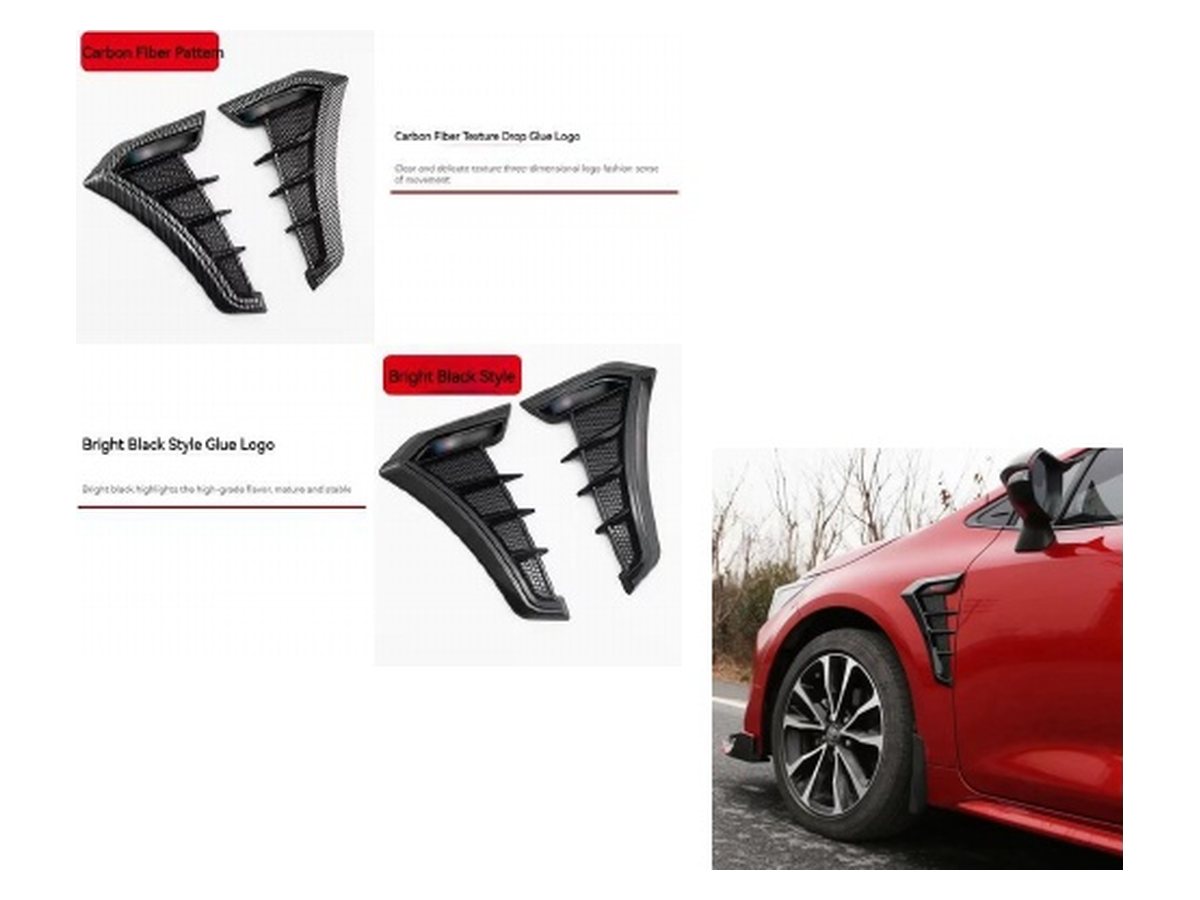 Carbon Fiber Pattern
Carbon Fiber Texture Drop Glue Logo
Clear and delicate texture three-dimensional logo fashion sense
of movement
Bright Black Style
Bright Black Style Glue Logo
Bright black highlights the high-grade flavor, mature and stable